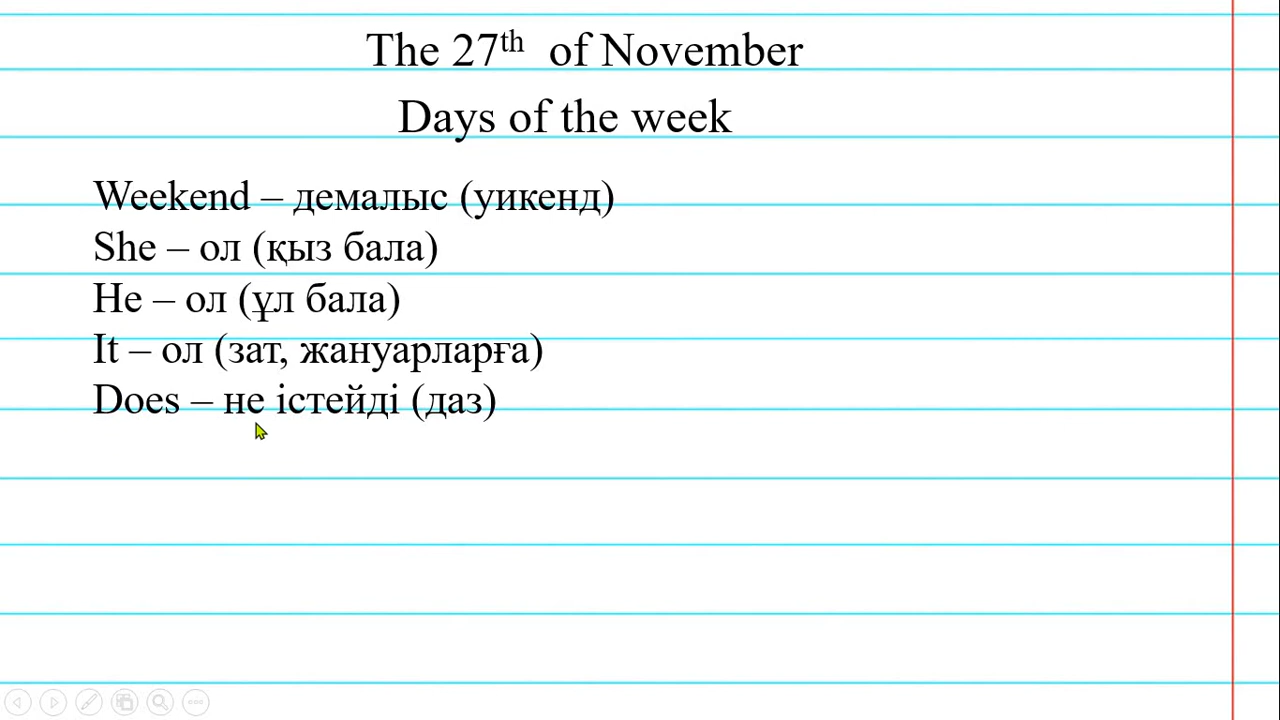 The 27th of November
Days of the week
Weekend – демалыс (уикенд)
She – ол (қыз бала)
He – ол (ұл бала)
It – ол (зат, жануарларға)
Does – не істейді (даз)